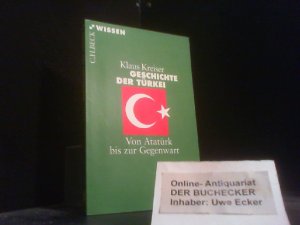 C.H.BECK WISSEN
Klaus Kreiser
GESCHICHTE
DER TÜRKEI
Von Atatürk
bis zur Gegenwart
Online- Antiquariat
DER BUCHECKER
Inhaber: Uwe Ecker